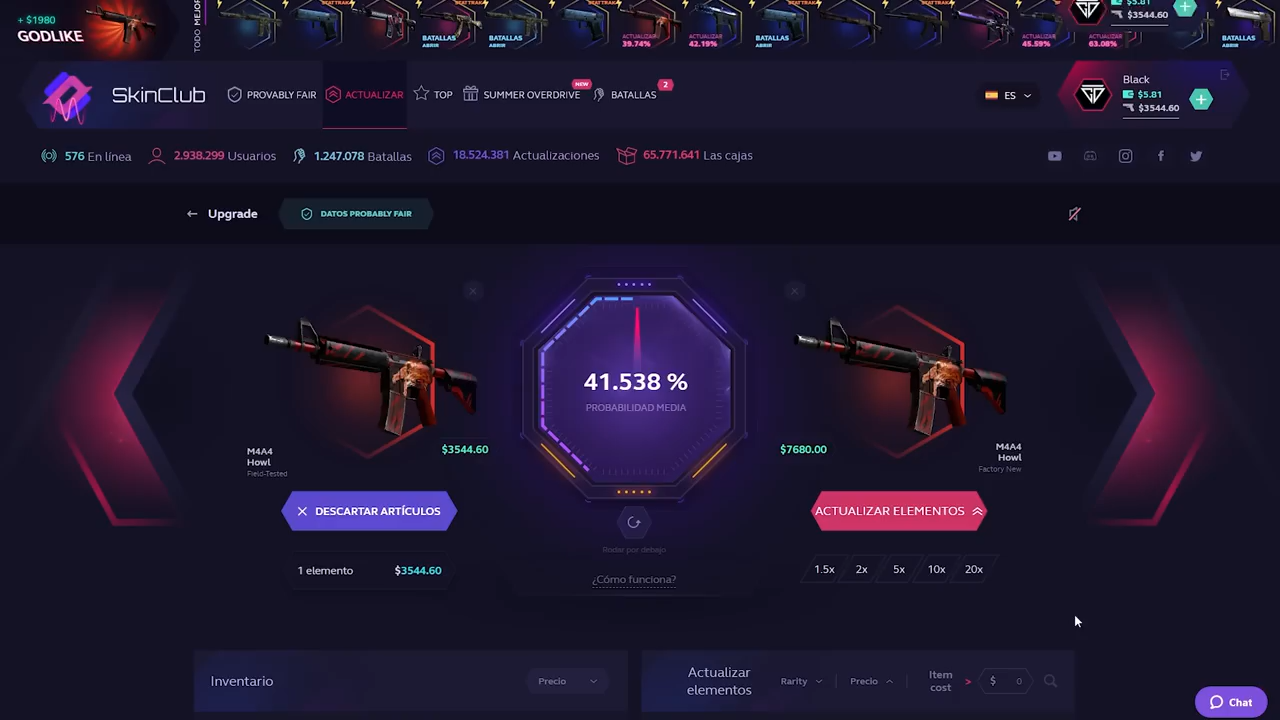 + $1980
GODLIKE
TODO MEJOR
STATTRAK
STATTRAK
STATTRAK
STATTRAK
STATTRAK
BATALLAS
ABRIR
BATALLAS
ABRIR
ACTUALIZAR
39.74%
ACTUALIZAR
42.19%
BATALLAS
ABRIR
ACTUALIZAR
45.59%
ACTUALIZAR
63.08%
$5.81
$3544.60
BATALLAS
ABRIR
SkinClub
PROVABLY FAIR
ACTUALIZAR
TOP
SUMMER OVERDRIVE
NEW
BATALLAS
2
ES
Black
$5.81
$3544.60
576 En línea
2.938.299 Usuarios
1.247.078 Batallas
18.524.381 Actualizaciones
65.771.641 Las cajas
← Upgrade
DATOS PROBABLY FAIR
41.538 %
PROBABILIDAD MEDIA
M4A4
Howl
Field-Tested
$3544.60
$7680.00
M4A4
Howl
Factory New
DESCARTAR ARTÍCULOS
ACTUALIZAR ELEMENTOS
Rodar por debajo
1 elemento
$3544.60
¿Cómo funciona?
1.5x
2x
5x
10x
20x
Inventario
Precio
Actualizar
elementos
Rarity
Precio
Item
cost
>
$ 0
Chat